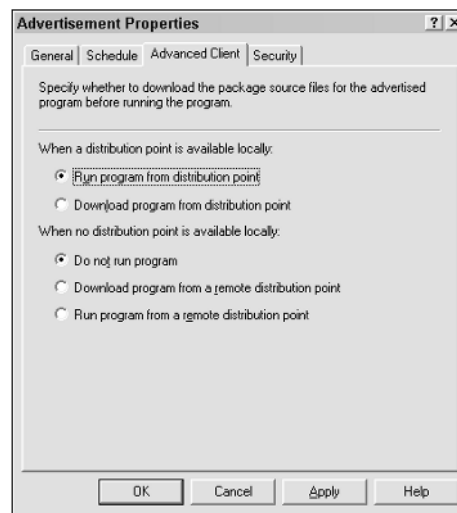 Advertisement Properties
General
Schedule
Advanced Client
Security
Specify whether to download the package source files for the advertised
program before running the program.
When a distribution point is available locally:
Run program from distribution point
Download program from distribution point
When no distribution point is available locally:
Do not run program
Download program from a remote distribution point
Run program from a remote distribution point
OK
Cancel
Apply
Help